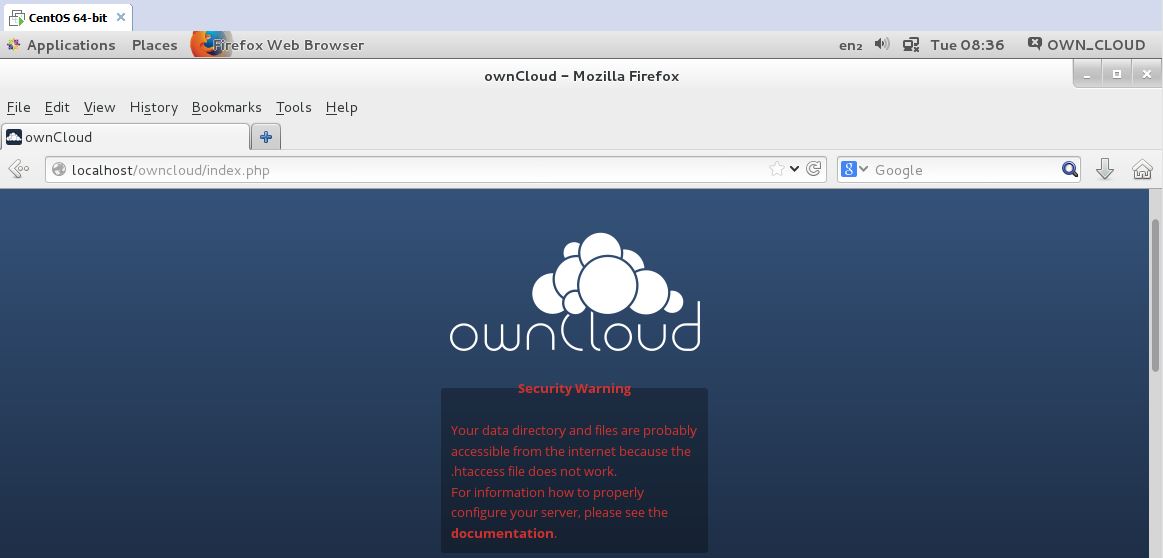 CentOS 64-bit
Applications Places Firefox Web Browser en₂ Tue 08:36 OWN_CLOUD
ownCloud - Mozilla Firefox
File Edit View History Bookmarks Tools Help
ownCloud
localhost/owncloud/index.php Google
ownCloud
Security Warning
Your data directory and files are probably
accessible from the internet because the
.htaccess file does not work.
For information how to properly
configure your server, please see the
documentation.